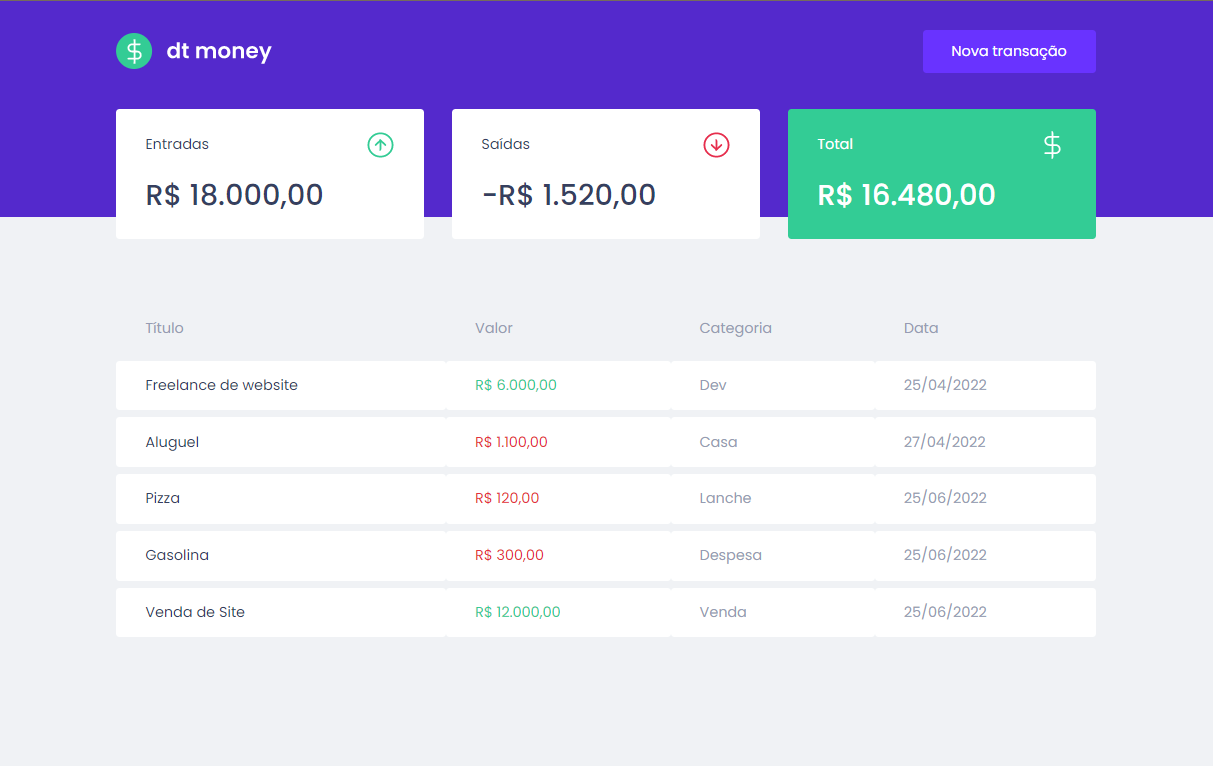 dt money
Nova transação
Entradas
R$ 18.000,00
Saídas
-R$ 1.520,00
Total
$
R$ 16.480,00
Título Valor Categoria Data
Freelance de website R$ 6.000,00 Dev 25/04/2022
Aluguel R$ 1.100,00 Casa 27/04/2022
Pizza R$ 120,00 Lanche 25/06/2022
Gasolina R$ 300,00 Despesa 25/06/2022
Venda de Site R$ 12.000,00 Venda 25/06/2022